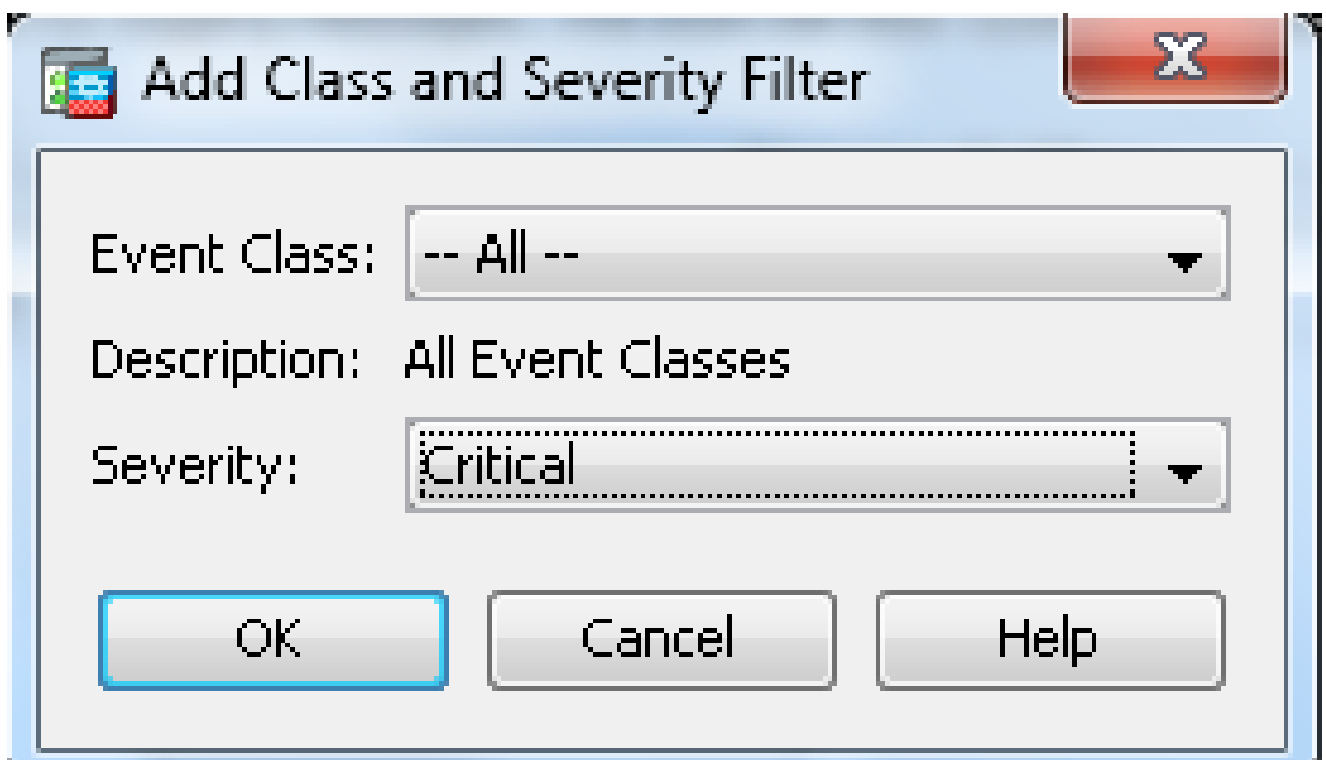 Add Class and Severity Filter
Event Class: -- All --
Description: All Event Classes
Severity: Critical
OK Cancel Help